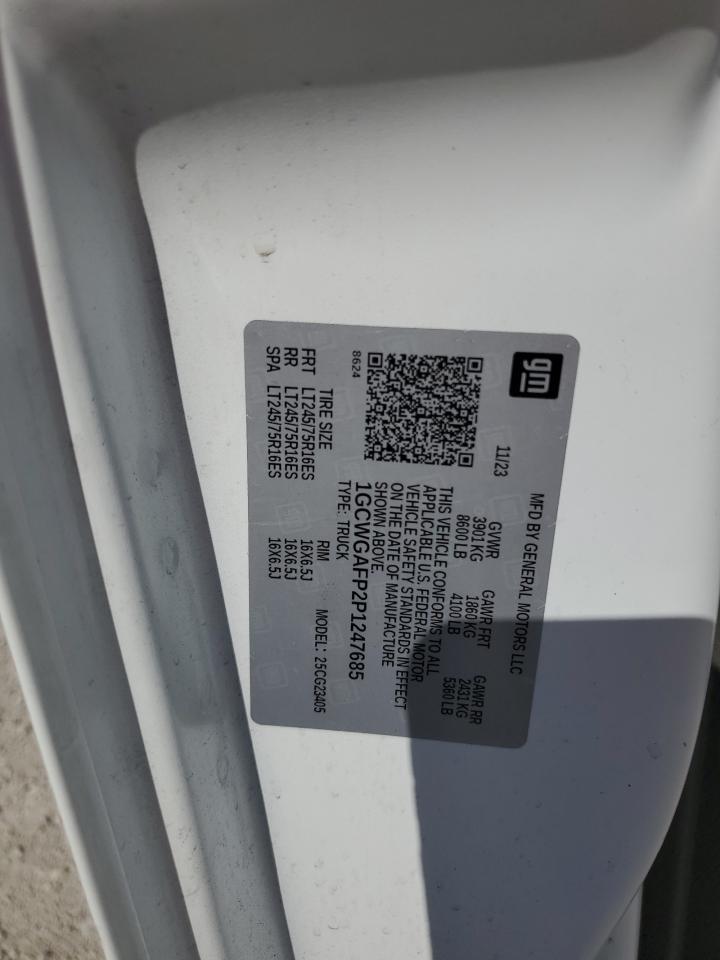 gm
MFD BY GENERAL MOTORS LLC
11/23
GVWR GAWR FRT GAWR RR
3901 KG 1860 KG 2431 KG
8600 LB 4100 LB 5360 LB
THIS VEHICLE CONFORMS TO ALL
APPLICABLE U.S. FEDERAL MOTOR
VEHICLE SAFETY STANDARDS IN EFFECT
ON THE DATE OF MANUFACTURE
SHOWN ABOVE.
8624
1GCWGAFP2P1247685
TYPE: TRUCK
MODEL: 25CG23405
TIRE SIZE RIM
FRT LT245/75R16ES 16X6.5J
RR LT245/75R16ES 16X6.5J
SPA LT245/75R16ES 16X6.5J